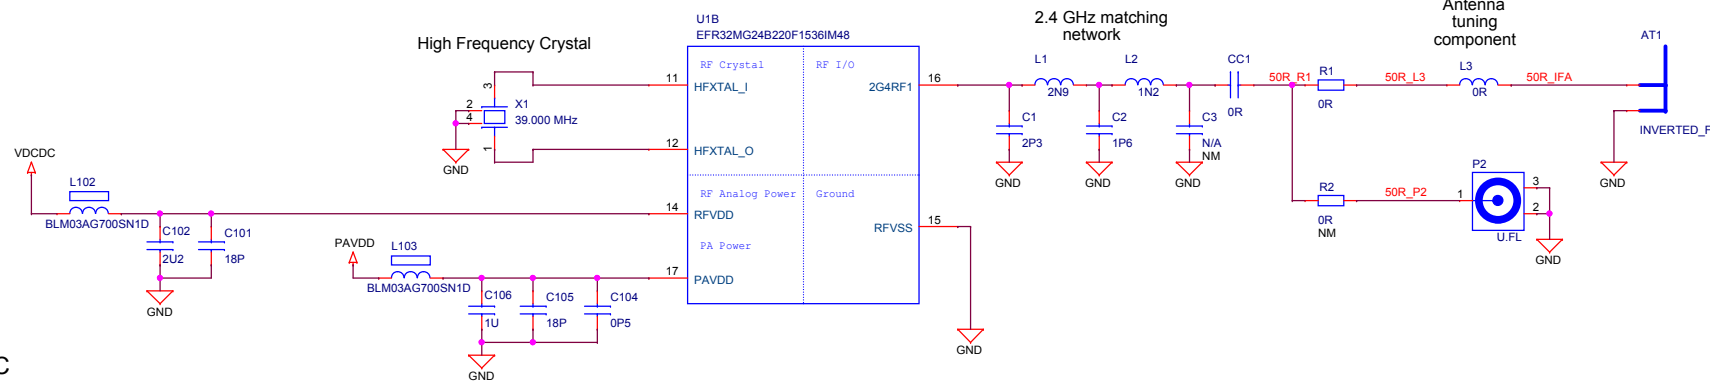 Antenna
tuning
component
2.4 GHz matching
network
High Frequency Crystal
U1B
EFR32MG24B220F1536IM48
RF Crystal
RF I/O
11
HFXTAL_I
12
HFXTAL_O
16
2G4RF1
RF Analog Power
Ground
14
RFVDD
15
RFVSS
PA Power
17
PAVDD
3
2
4
1
X1
39.000 MHz
GND
VDCDC
L102
BLM03AG700SN1D
C102
2U2
C101
18P
GND
PAVDD
L103
BLM03AG700SN1D
C106
1U
C105
18P
C104
0P5
GND
GND
L1
2N9
L2
1N2
CC1
0R
C1
2P3
GND
C2
1P6
GND
C3
N/A
NM
GND
50R_R1
R1
0R
50R_L3
L3
0R
50R_IFA
AT1
INVERTED_F
GND
R2
0R
NM
50R_P2
P2
1
3
2
U.FL
GND
C